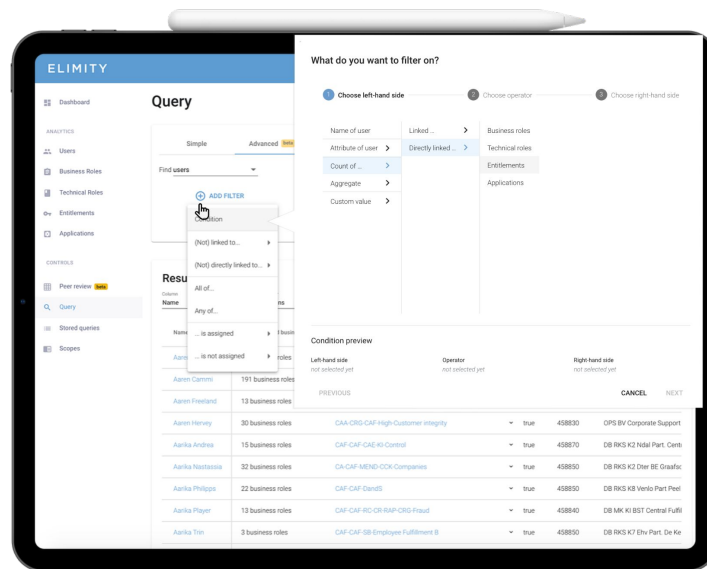 ELIMITY
Dashboard
ANALYTICS
Users
Business Roles
Technical Roles
Entitlements
Applications
CONTROLS
Peer review beta
Query
Stored queries
Scopes
Query
Simple
Advanced beta
Find users
ADD FILTER
Condition
(Not) linked to...
(Not) directly linked to...
All of...
Any of...
... is assigned
... is not assigned
Resu
Column
Name
Name
Aaren Cammi 191 business roles
Aaren Freeland 13 business roles
Aaren Hervey 30 business roles CAA-CRG-CAF-High-Customer integrity true 458830 OPS BV Corporate Support
Aarika Andrea 15 business roles CAF-CAF-CAE-KI-Control true 458870 DB RKS K2 Ndal Part. Cent
Aarika Nastassia 32 business roles CA-CAF-MEND-CCK-Companies true 458850 DB RKS K2 Dter BE Graafsc
Aarika Philipps 22 business roles CAF-CAF-DandS true 458850 DB RKS K8 Venlo Part Peel
Aarika Player 13 business roles CAF-CAF-RC-CR-RAP-CRG-Fraud true 458840 DB MK KI BST Central Fulfil
Aarika Trin 3 business roles CAF-CAF-SB-Employee Fulfillment B true 458850 DB RKS K7 Ehv Part. De Ke
What do you want to filter on?
1 Choose left-hand side
2 Choose operator
3 Choose right-hand side
Name of user
Attribute of user
Count of ...
Aggregate
Custom value
Linked ...
Directly linked ...
Business roles
Technical roles
Entitlements
Applications
Condition preview
Left-hand side Operator Right-hand side
not selected yet not selected yet not selected yet
PREVIOUS CANCEL NEXT